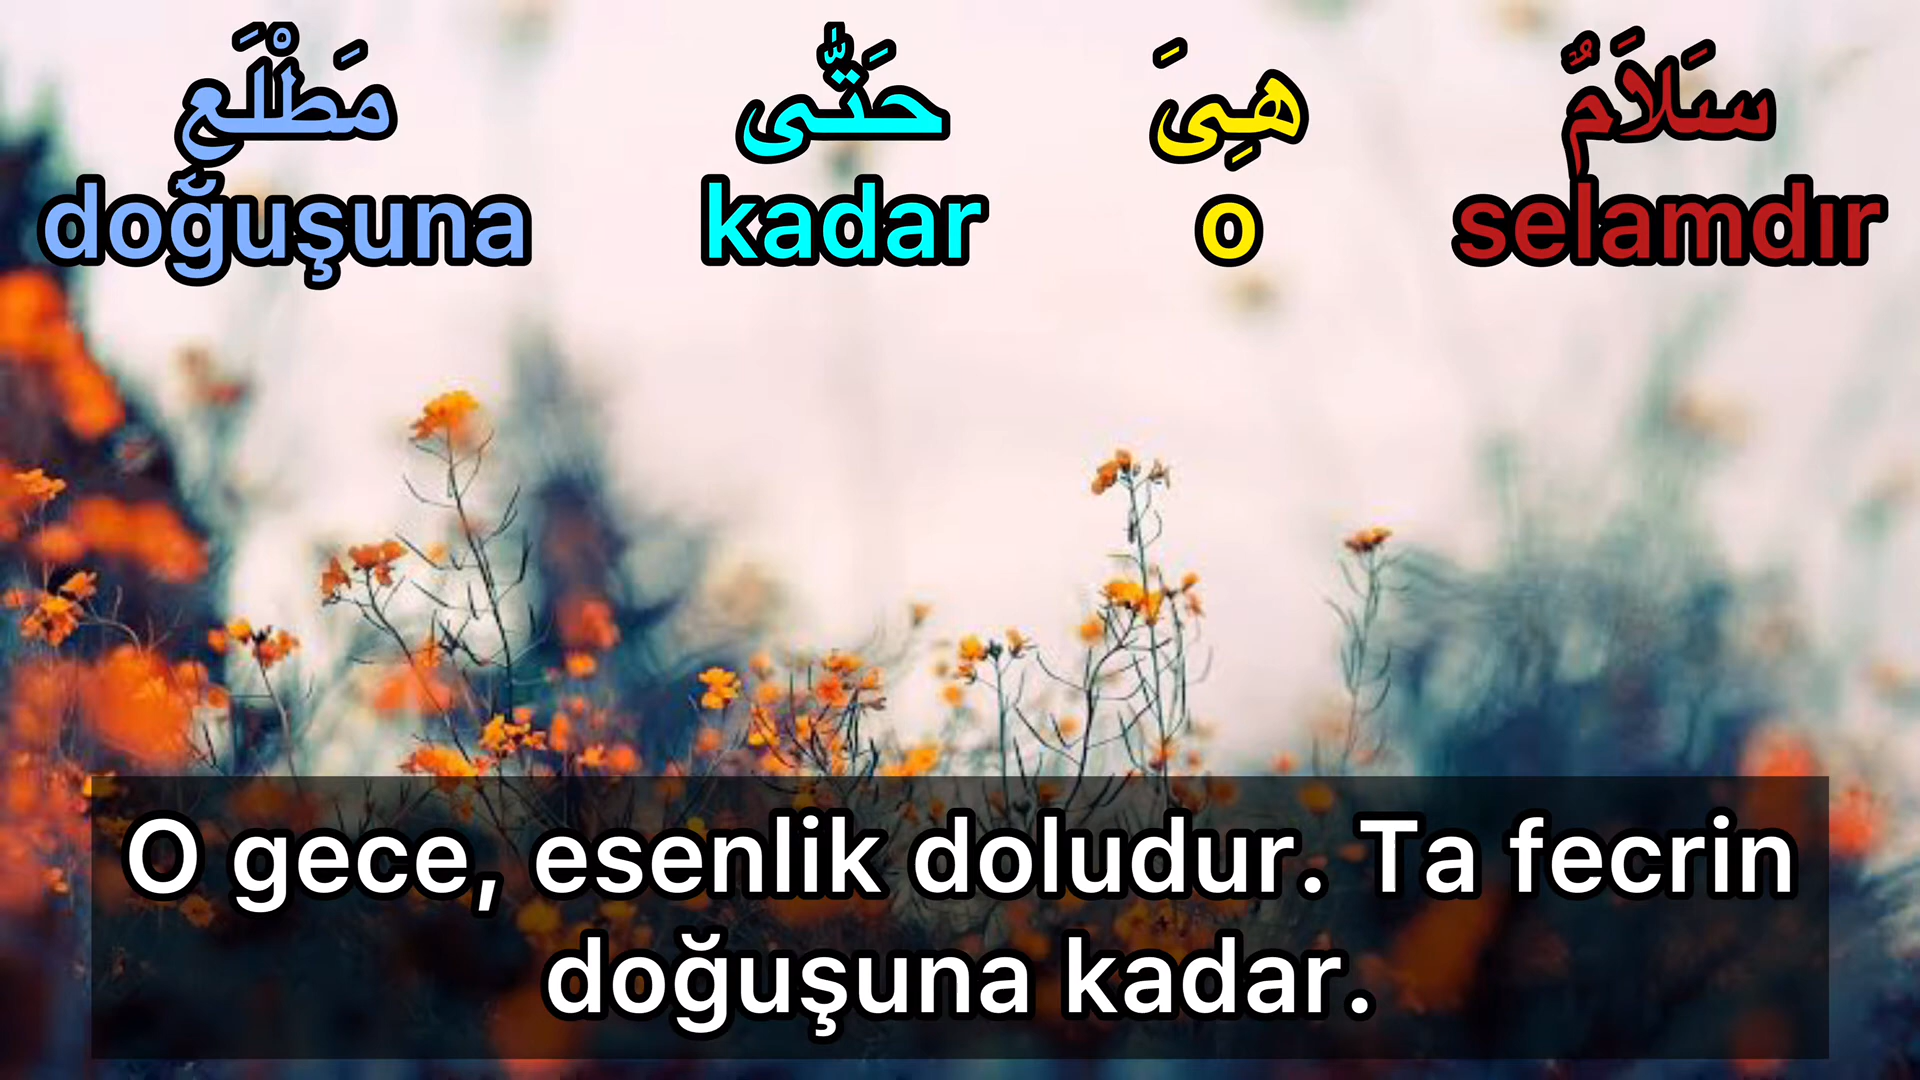 سَلَامٌ هِىَ حَتّٰى مَطْلَعِ
selamdır o kadar doğuşuna
O gece, esenlik doludur. Ta fecrin
doğuşuna kadar.